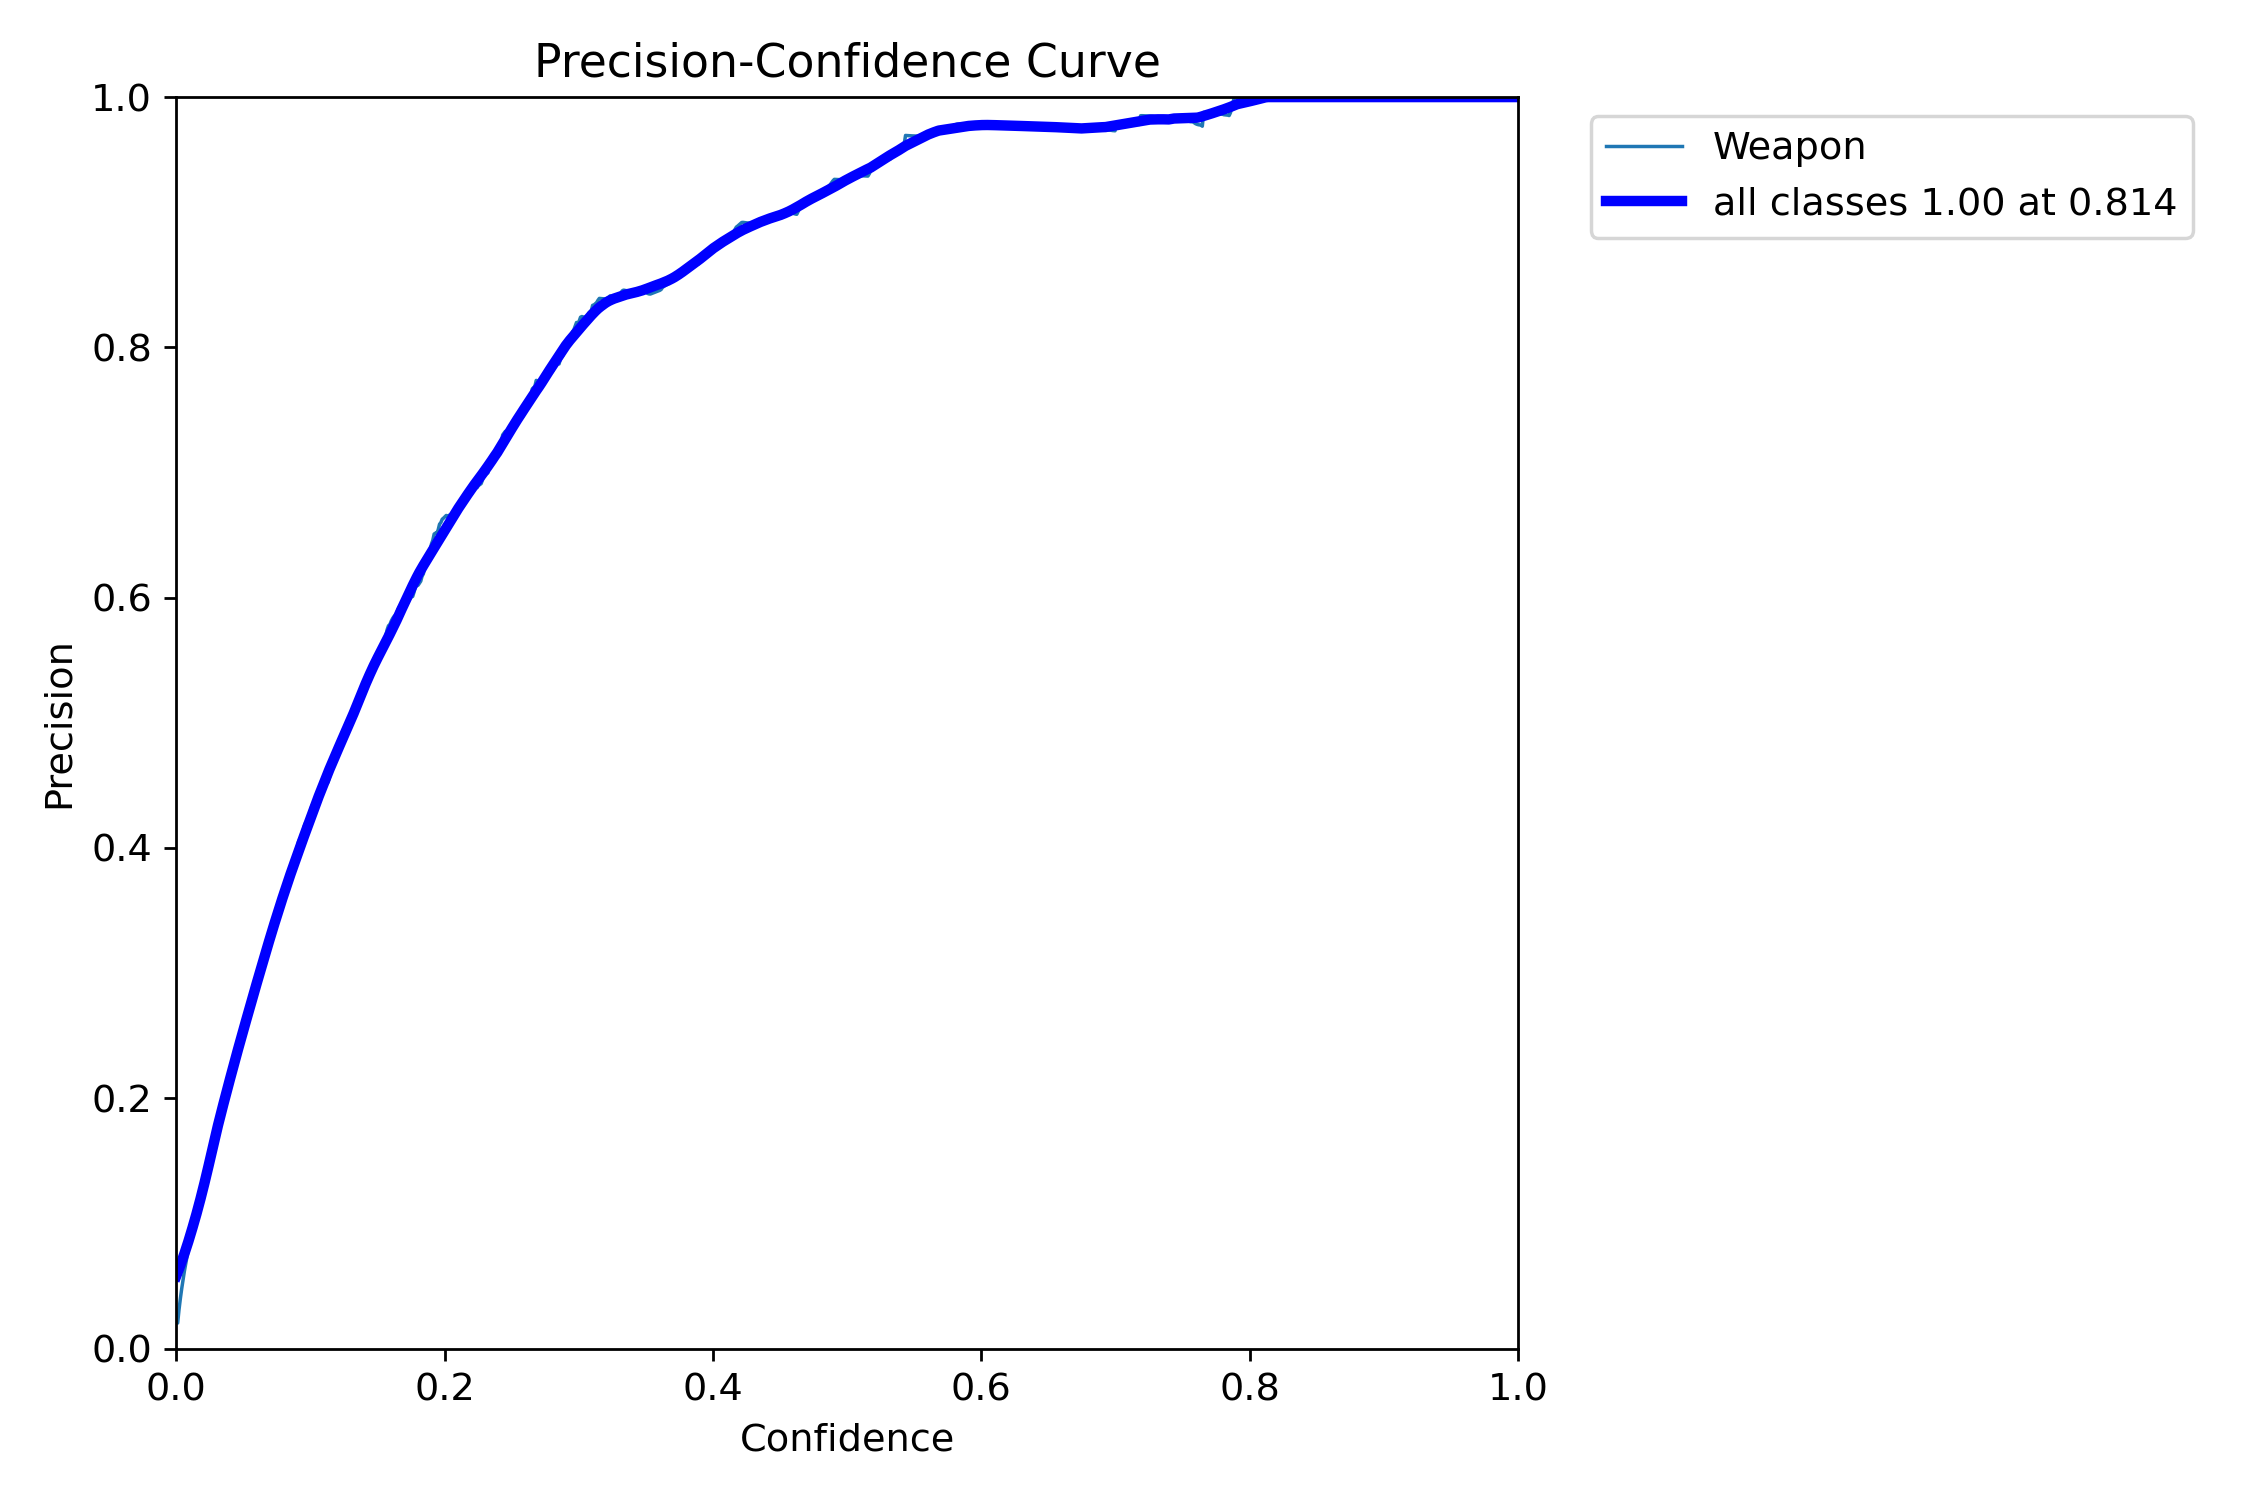 Precision-Confidence Curve
1.0
0.8
0.6
0.4
0.2
0.0
Precision
0.0 0.2 0.4 0.6 0.8 1.0
Confidence
Weapon
all classes 1.00 at 0.814